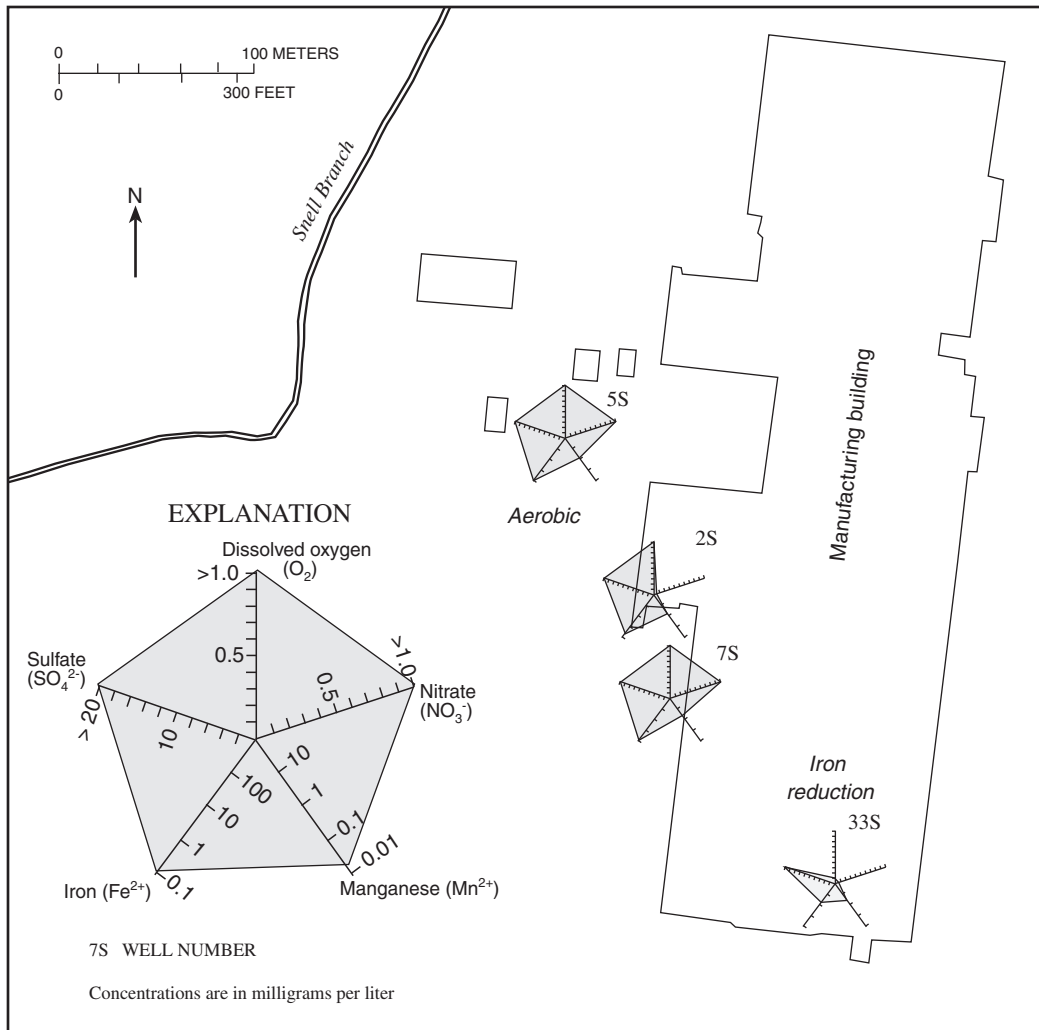 0 100 METERS
0 300 FEET
N
Snell Branch
Manufacturing building
5S
Aerobic
2S
7S
Iron
reduction
33S
EXPLANATION
Dissolved oxygen
(O₂)
>1.0
0.5
Sulfate
(SO₄²⁻)
> 20
10
>1.0
0.5
Nitrate
(NO₃⁻)
100
10
1
0.1
10
1
0.1
0.01
Iron (Fe²⁺)
Manganese (Mn²⁺)
7S WELL NUMBER
Concentrations are in milligrams per liter